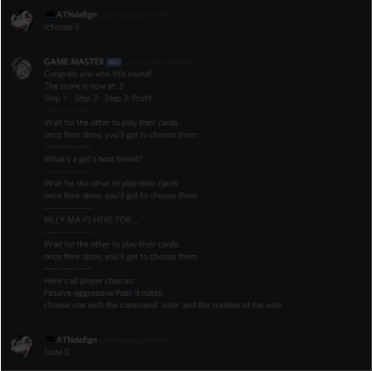 ATNdefign
!choose 5
GAME MASTER BOT
Congrats you won this round!
The score is now at: 2
Step 1: . Step 2: . Step 3: Profit.
Wait for the other to play their cards
once their done, you'll get to choose them
What's a girl's best friend?
Wait for the other to play their cards
once their done, you'll get to choose them
BILLY MAYS HERE FOR __.
Wait for the other to play their cards
once their done, you'll get to choose them
Here's all player choices:
Passive-aggressive Post-it notes.
choose one with the command: 'vote' and the number of the vote
ATNdefign
!vote 0